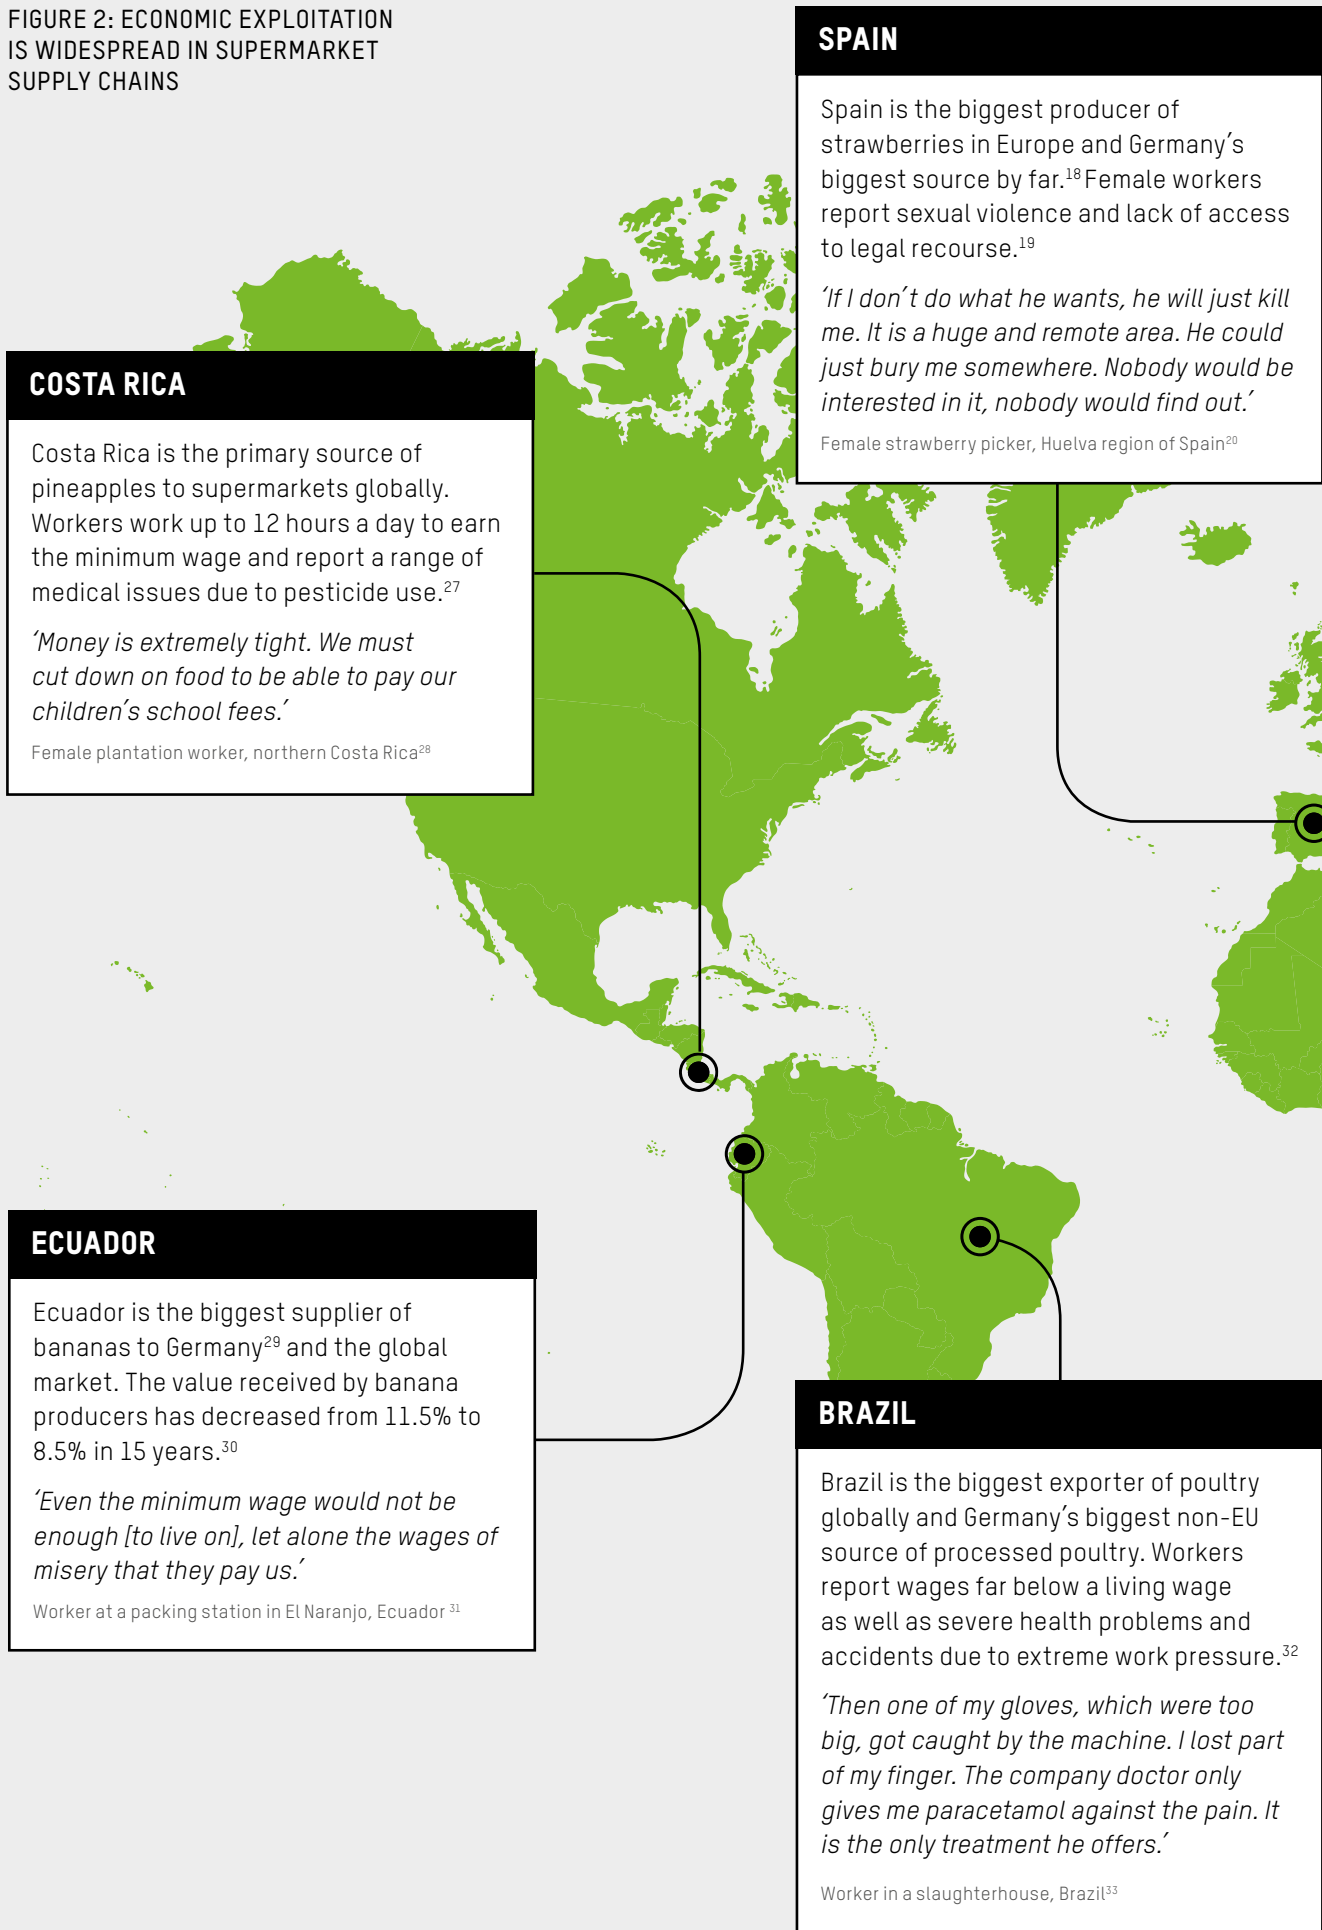 FIGURE 2: ECONOMIC EXPLOITATION
IS WIDESPREAD IN SUPERMARKET
SUPPLY CHAINS
SPAIN
Spain is the biggest producer of
strawberries in Europe and Germany’s
biggest source by far.18 Female workers
report sexual violence and lack of access
to legal recourse.19
‘If I don’t do what he wants, he will just kill
me. It is a huge and remote area. He could
just bury me somewhere. Nobody would be
interested in it, nobody would find out.’
Female strawberry picker, Huelva region of Spain20
COSTA RICA
Costa Rica is the primary source of
pineapples to supermarkets globally.
Workers work up to 12 hours a day to earn
the minimum wage and report a range of
medical issues due to pesticide use.27
‘Money is extremely tight. We must
cut down on food to be able to pay our
children’s school fees.’
Female plantation worker, northern Costa Rica28
ECUADOR
Ecuador is the biggest supplier of
bananas to Germany29 and the global
market. The value received by banana
producers has decreased from 11.5% to
8.5% in 15 years.30
‘Even the minimum wage would not be
enough [to live on], let alone the wages of
misery that they pay us.’
Worker at a packing station in El Naranjo, Ecuador 31
BRAZIL
Brazil is the biggest exporter of poultry
globally and Germany’s biggest non-EU
source of processed poultry. Workers
report wages far below a living wage
as well as severe health problems and
accidents due to extreme work pressure.32
‘Then one of my gloves, which were too
big, got caught by the machine. I lost part
of my finger. The company doctor only
gives me paracetamol against the pain. It
is the only treatment he offers.’
Worker in a slaughterhouse, Brazil33